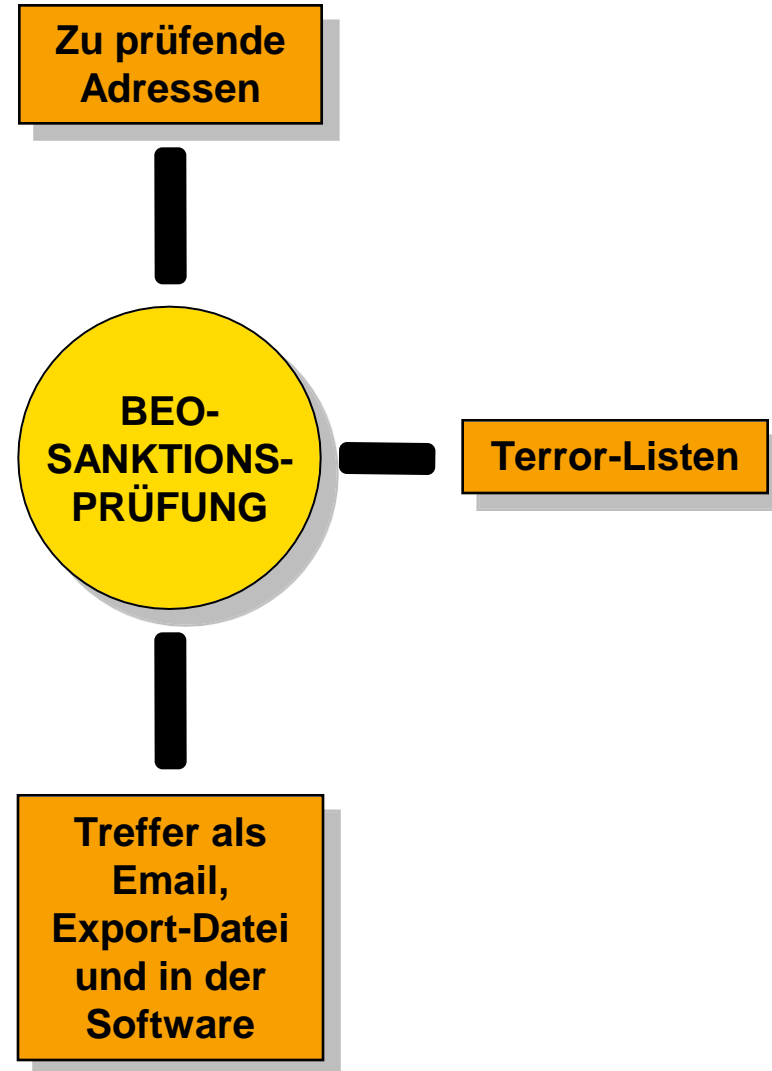 Zu prüfende
Adressen
BEO-
SANKTIONS-
PRÜFUNG
Terror-Listen
Treffer als
Email,
Export-Datei
und in der
Software